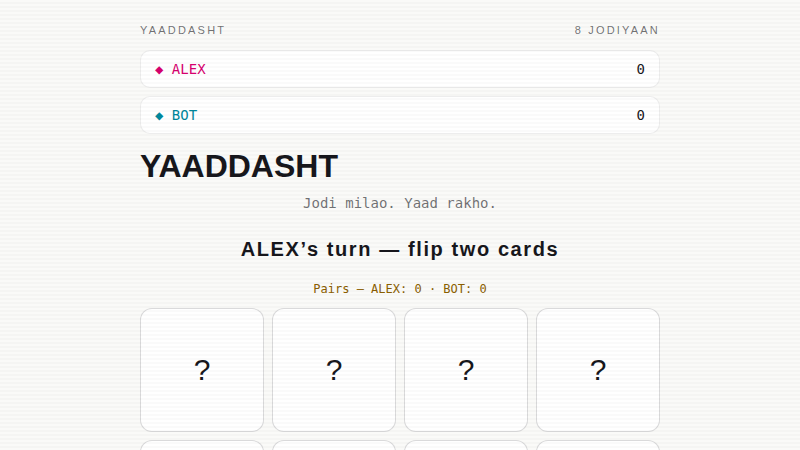 YAADDASHT 8 JODIYAAN
◆ ALEX 0
◆ BOT 0
YAADDASHT
Jodi milao. Yaad rakho.
ALEX’s turn — flip two cards
Pairs — ALEX: 0 · BOT: 0
? ? ? ?